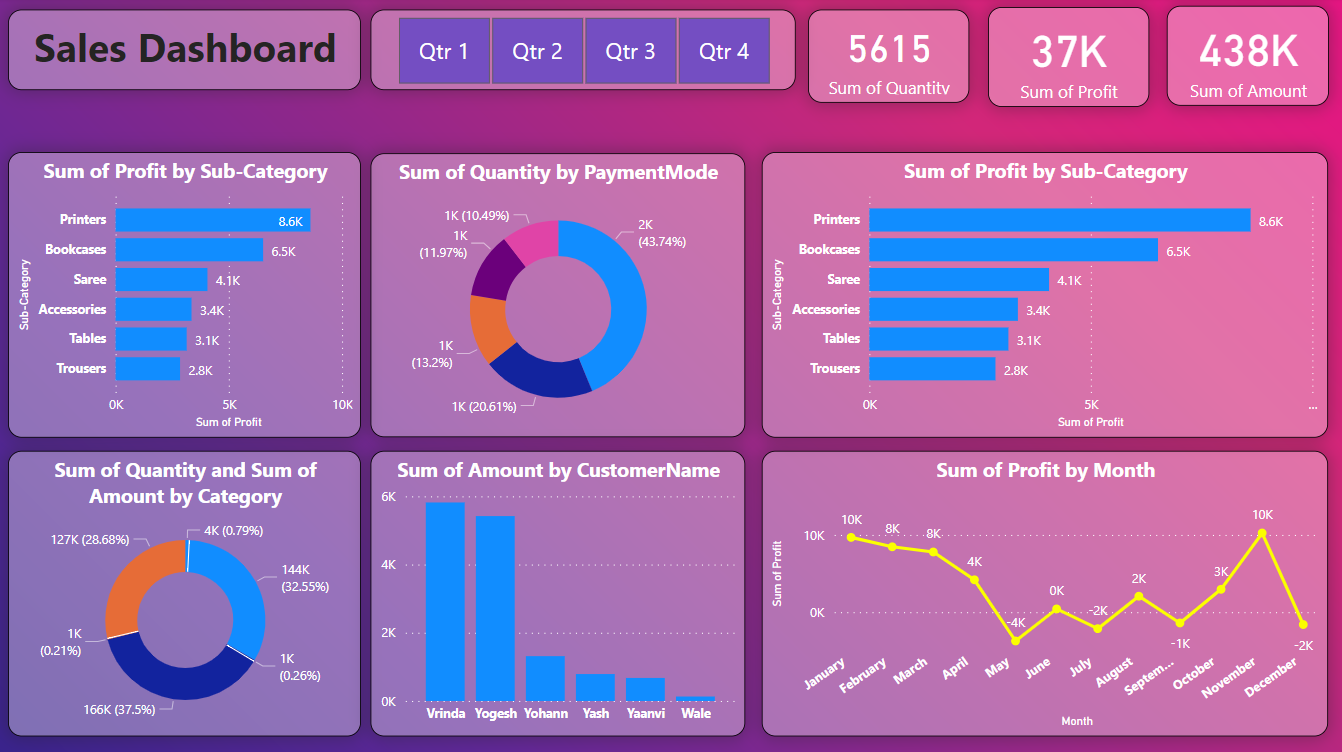 Sales Dashboard
Qtr 1
Qtr 2
Qtr 3
Qtr 4
5615
Sum of Quantity
37K
Sum of Profit
438K
Sum of Amount
Sum of Profit by Sub-Category
Sub-Category
Printers
8.6K
Bookcases
6.5K
Saree
4.1K
Accessories
3.4K
Tables
3.1K
Trousers
2.8K
0K
5K
10K
Sum of Profit
Sum of Quantity by PaymentMode
1K (10.49%)
2K
(43.74%)
1K
(11.97%)
1K
(13.2%)
1K (20.61%)
Sum of Profit by Sub-Category
Sub-Category
Printers
8.6K
Bookcases
6.5K
Saree
4.1K
Accessories
3.4K
Tables
3.1K
Trousers
2.8K
0K
5K
...
Sum of Profit
Sum of Quantity and Sum of
Amount by Category
4K (0.79%)
127K (28.68%)
144K
(32.55%)
1K
(0.21%)
1K
(0.26%)
166K (37.5%)
Sum of Amount by CustomerName
6K
4K
2K
0K
Vrinda
Yogesh
Yohann
Yash
Yaanvi
Wale
Sum of Profit by Month
Sum of Profit
10K
0K
10K
8K
8K
4K
-4K
0K
-2K
2K
-1K
3K
10K
-2K
January
February
March
April
May
June
July
August
Septem...
October
November
December
Month